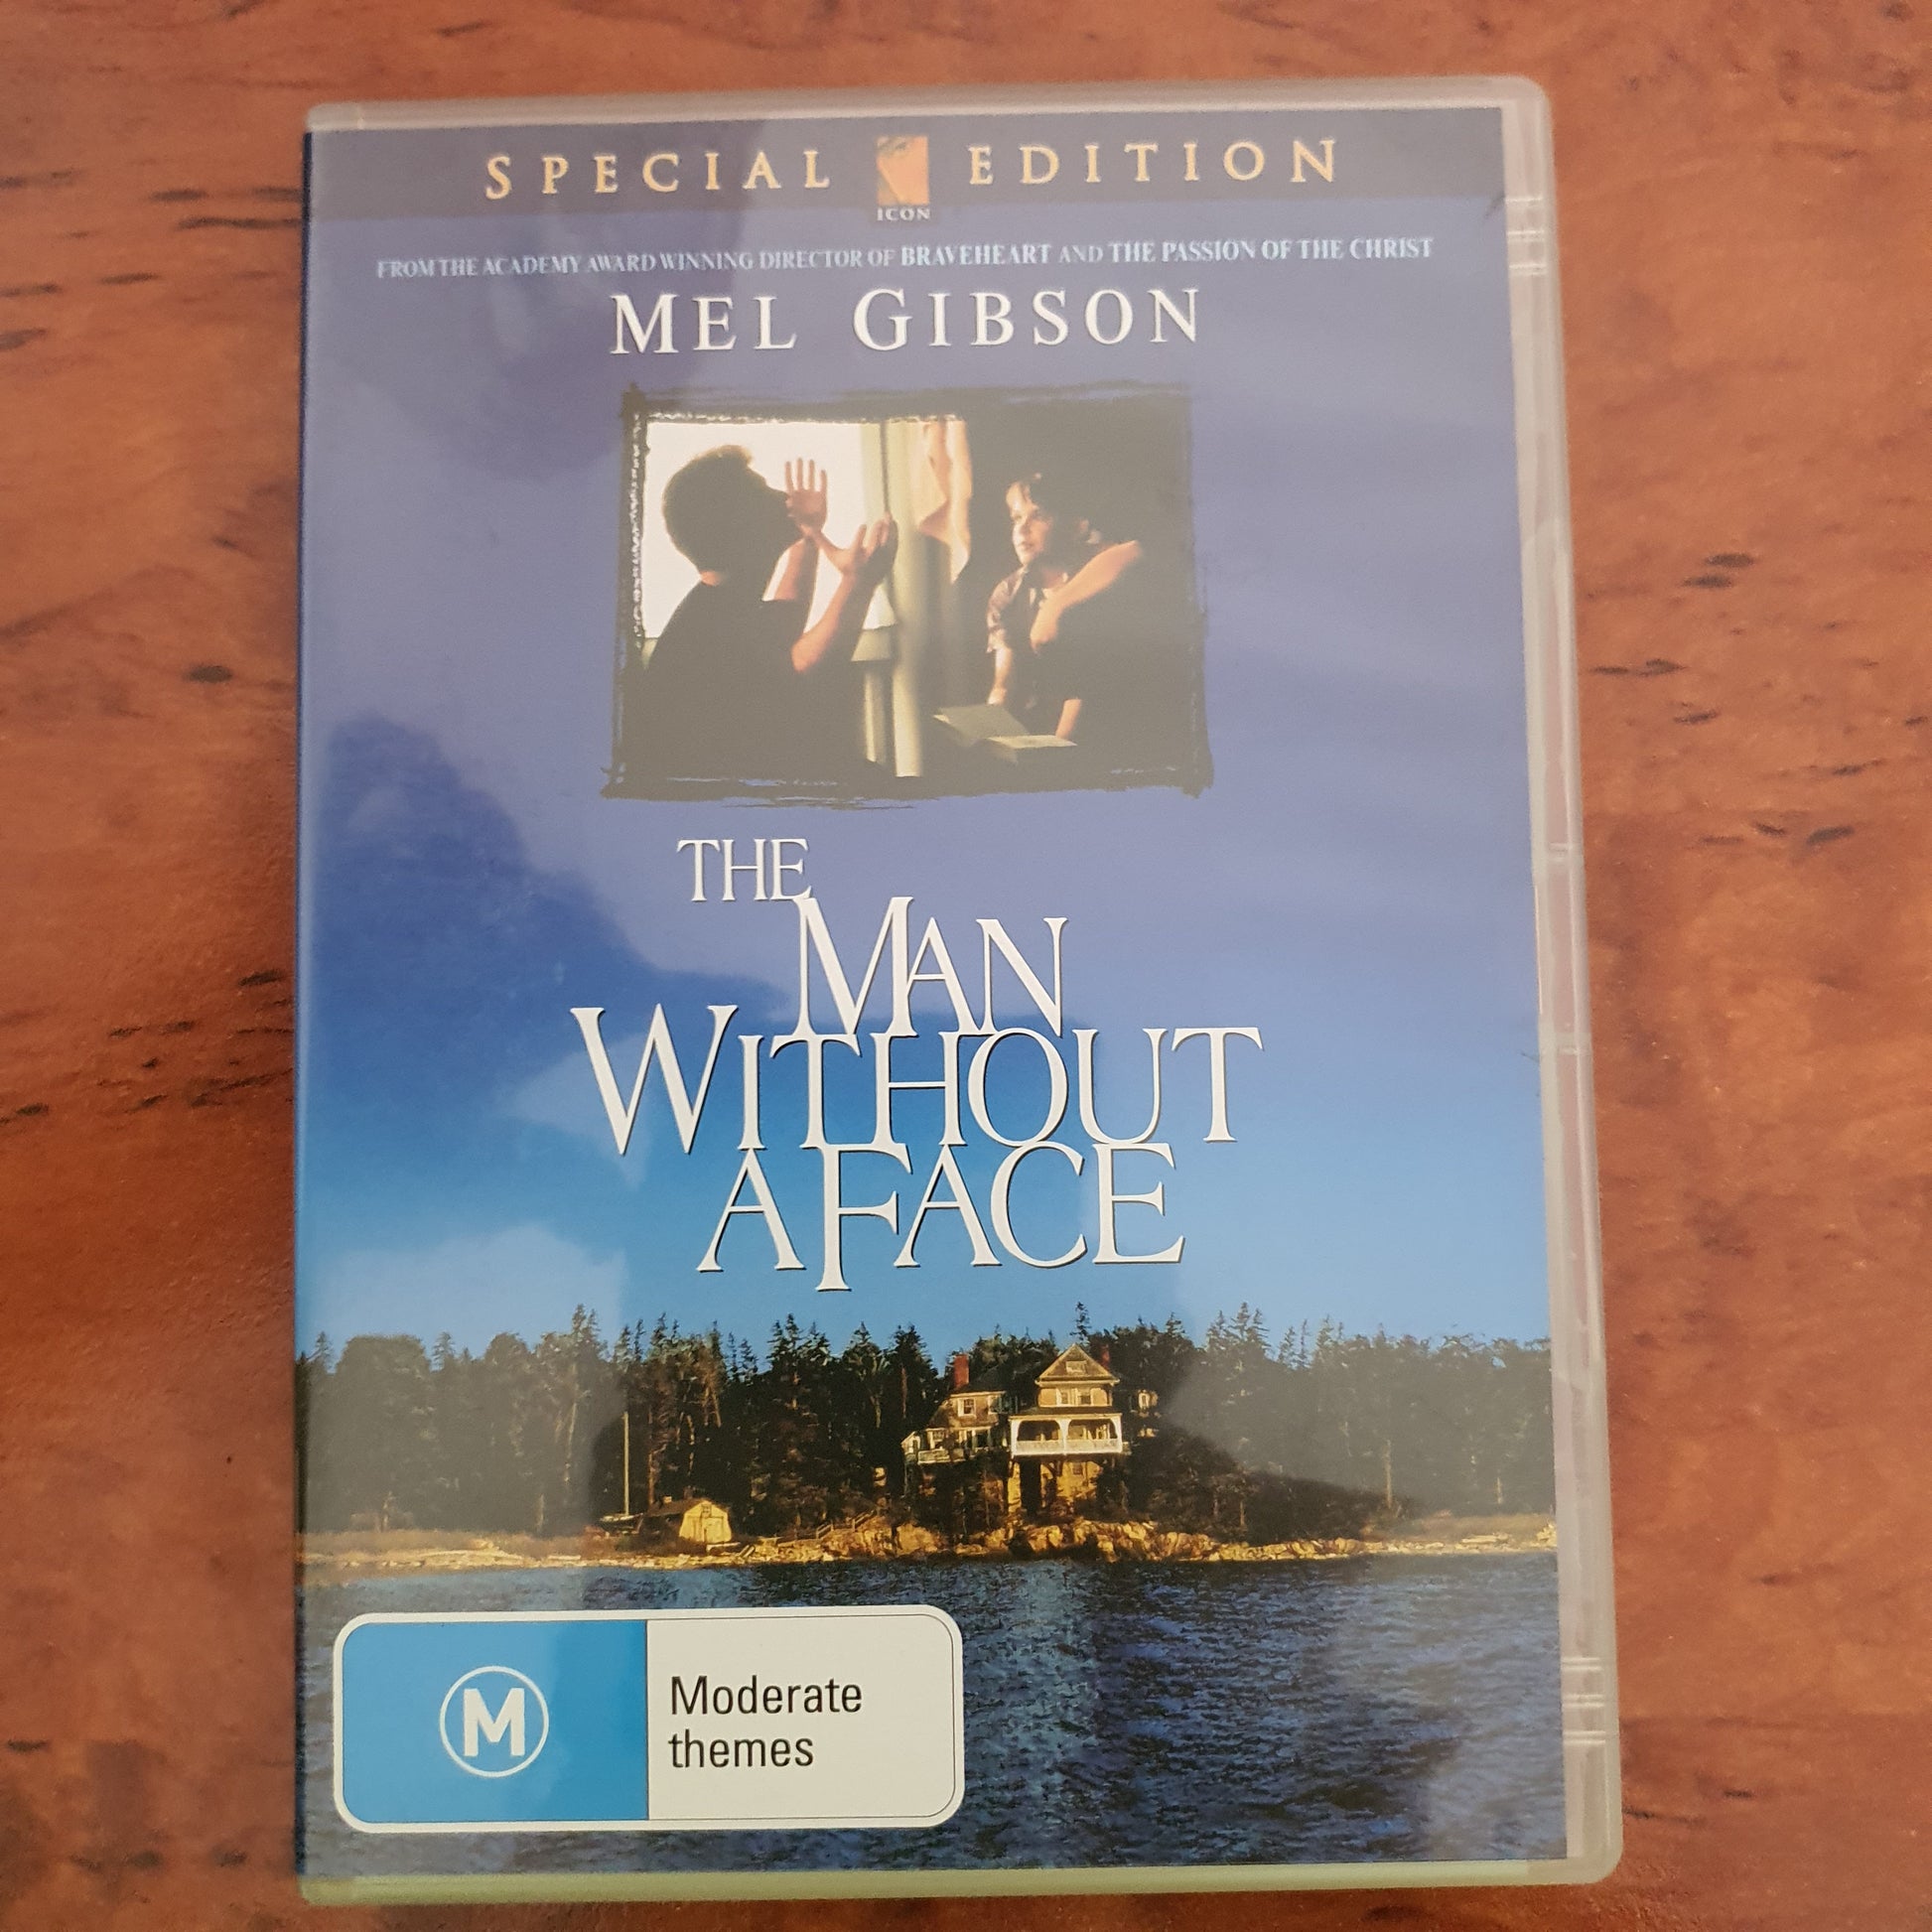 SPECIAL EDITION
ICON
FROM THE ACADEMY AWARD WINNING DIRECTOR OF BRAVEHEART AND THE PASSION OF THE CHRIST
MEL GIBSON
THE
MAN
WITHOUT
A FACE
M
Moderate
themes